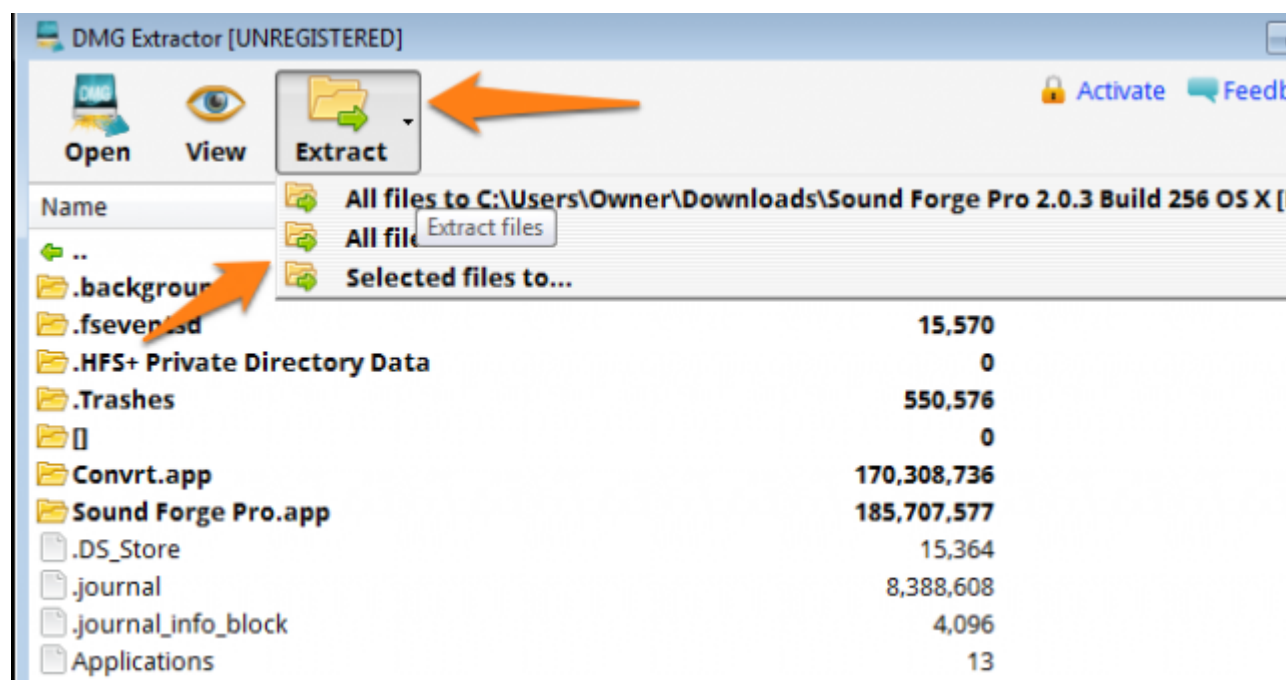 DMG Extractor [UNREGISTERED]
DMG
Activate
Open View Extract
Name
All files to C:\Users\Owner\Downloads\Sound Forge Pro 2.0.3 Build 256 OS X [
Extract files
All
Selected files to...
..
.fseventsd 15,570
.HFS+ Private Directory Data 0
.Trashes 550,576
[] 0
Convrt.app 170,308,736
Sound Forge Pro.app 185,707,577
.DS_Store 15,364
.journal 8,388,608
.journal_info_block 4,096
Applications 13